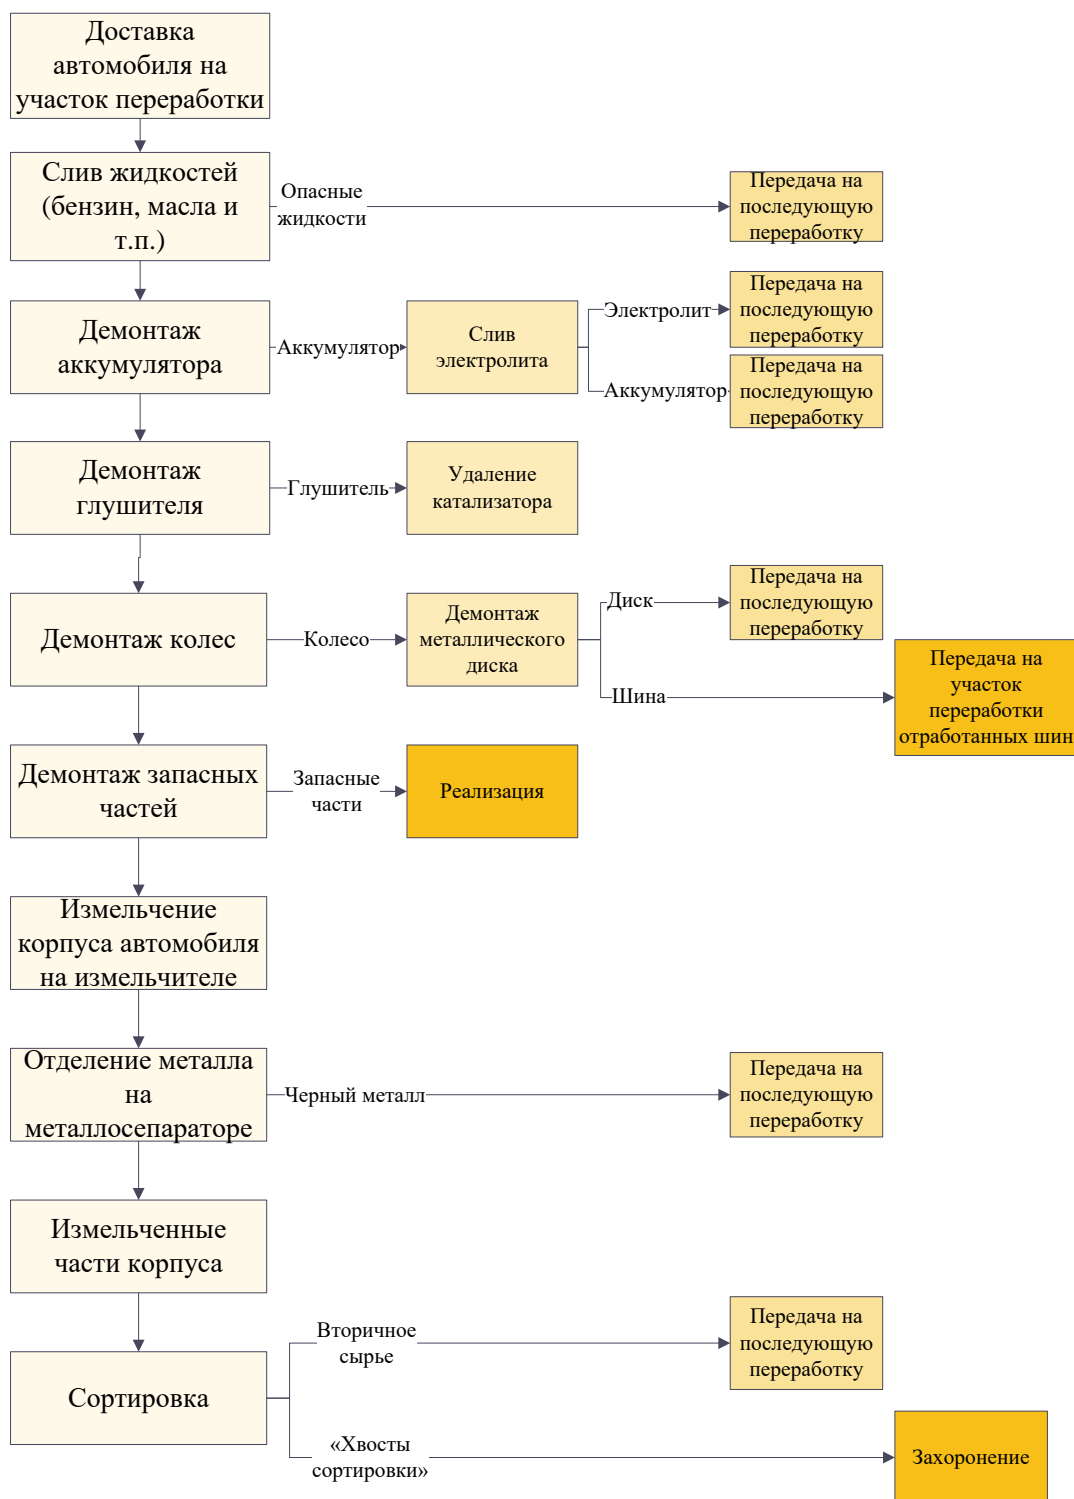 Доставка
автомобиля на
участок переработки
Слив жидкостей
(бензин, масла и
т.п.)
Опасные
жидкости
Передача на
последующую
переработку
Демонтаж
аккумулятора
Аккумулятор
Слив
электролита
Электролит
Передача на
последующую
переработку
Аккумулятор
Передача на
последующую
переработку
Демонтаж
глушителя
Глушитель
Удаление
катализатора
Демонтаж колес
Колесо
Демонтаж
металлического
диска
Диск
Передача на
последующую
переработку
Шина
Передача на
участок
переработки
отработанных шин
Демонтаж запасных
частей
Запасные
части
Реализация
Измельчение
корпуса автомобиля
на измельчителе
Отделение металла
на
металлосепараторе
Черный металл
Передача на
последующую
переработку
Измельченные
части корпуса
Сортировка
Вторичное
сырье
Передача на
последующую
переработку
«Хвосты
сортировки»
Захоронение